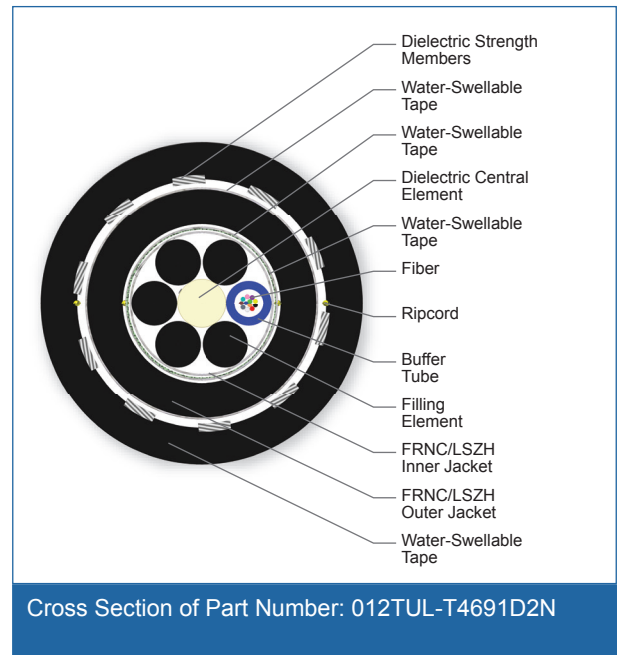 Dielectric Strength
Members
Water-Swellable
Tape
Water-Swellable
Tape
Dielectric Central
Element
Water-Swellable
Tape
Fiber
Ripcord
Buffer
Tube
Filling
Element
FRNC/LSZH
Inner Jacket
FRNC/LSZH
Outer Jacket
Water-Swellable
Tape
Cross Section of Part Number: 012TUL-T4691D2N